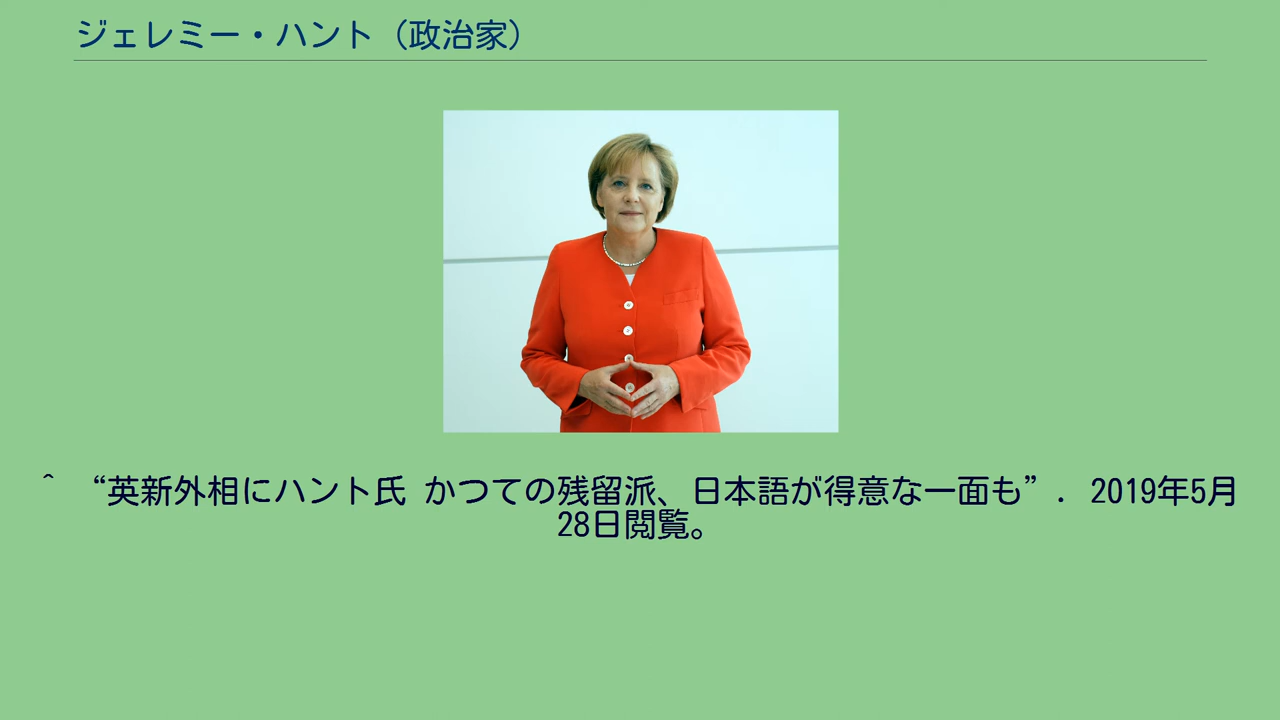 ジェレミー・ハント（政治家）
^ “英新外相にハント氏 かつての残留派、日本語が得意な一面も”. 2019年5月
28日閲覧。